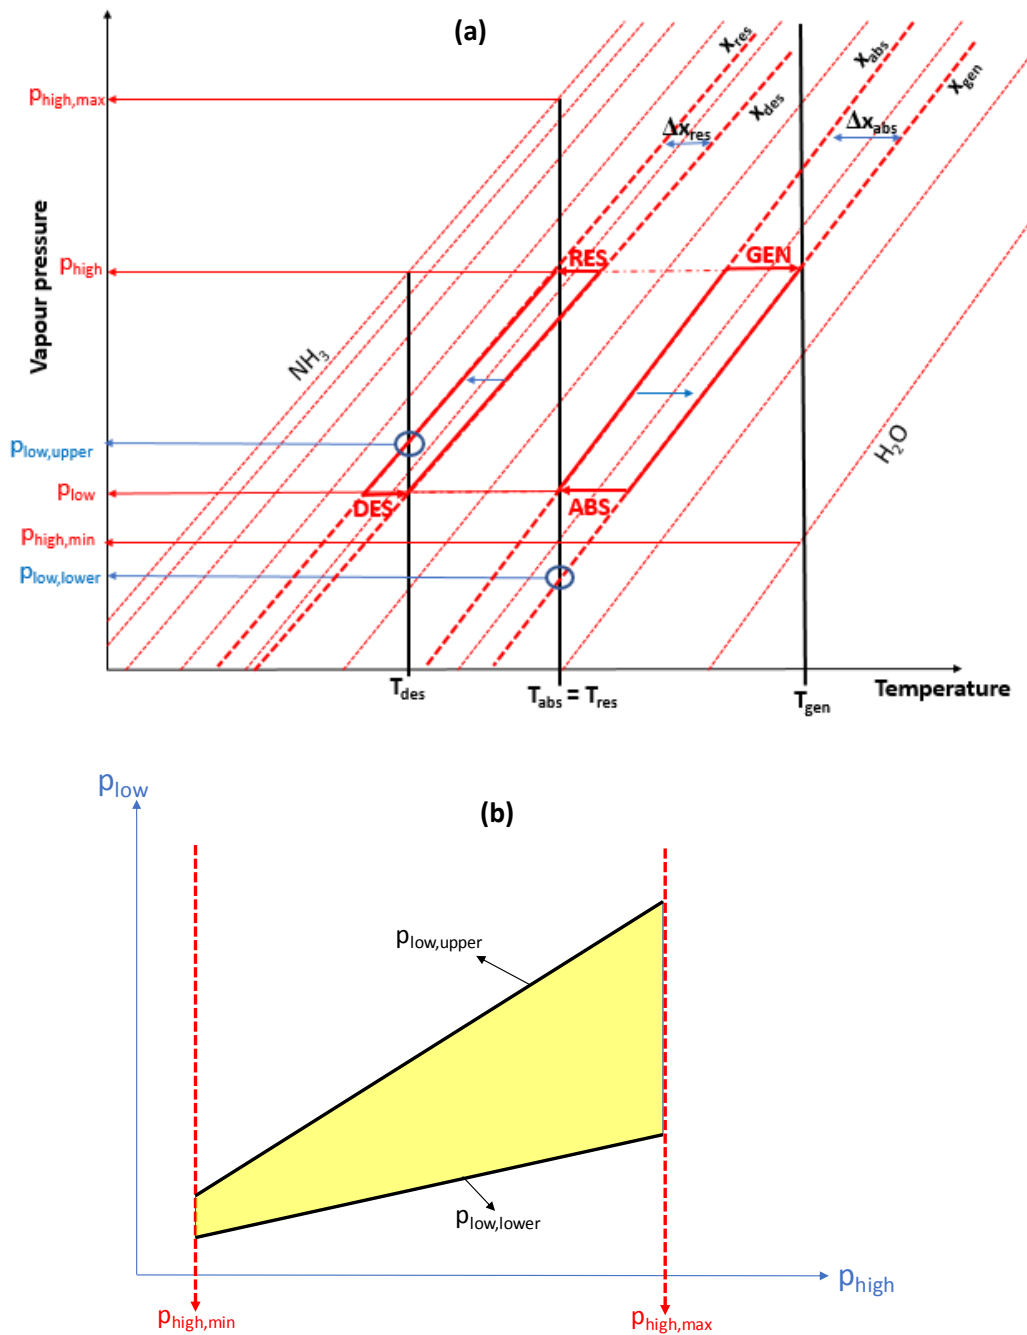 (a)
x_res
x_abs
x_gen
p_high,max
x_des
Δx_res
Δx_abs
Vapour pressure
p_high
RES
GEN
NH₃
p_low,upper
H₂O
p_low
DES
ABS
p_high,min
p_low,lower
T_des
T_abs = T_res
T_gen
Temperature
p_low
(b)
p_low,upper
p_low,lower
p_high
p_high,min
p_high,max